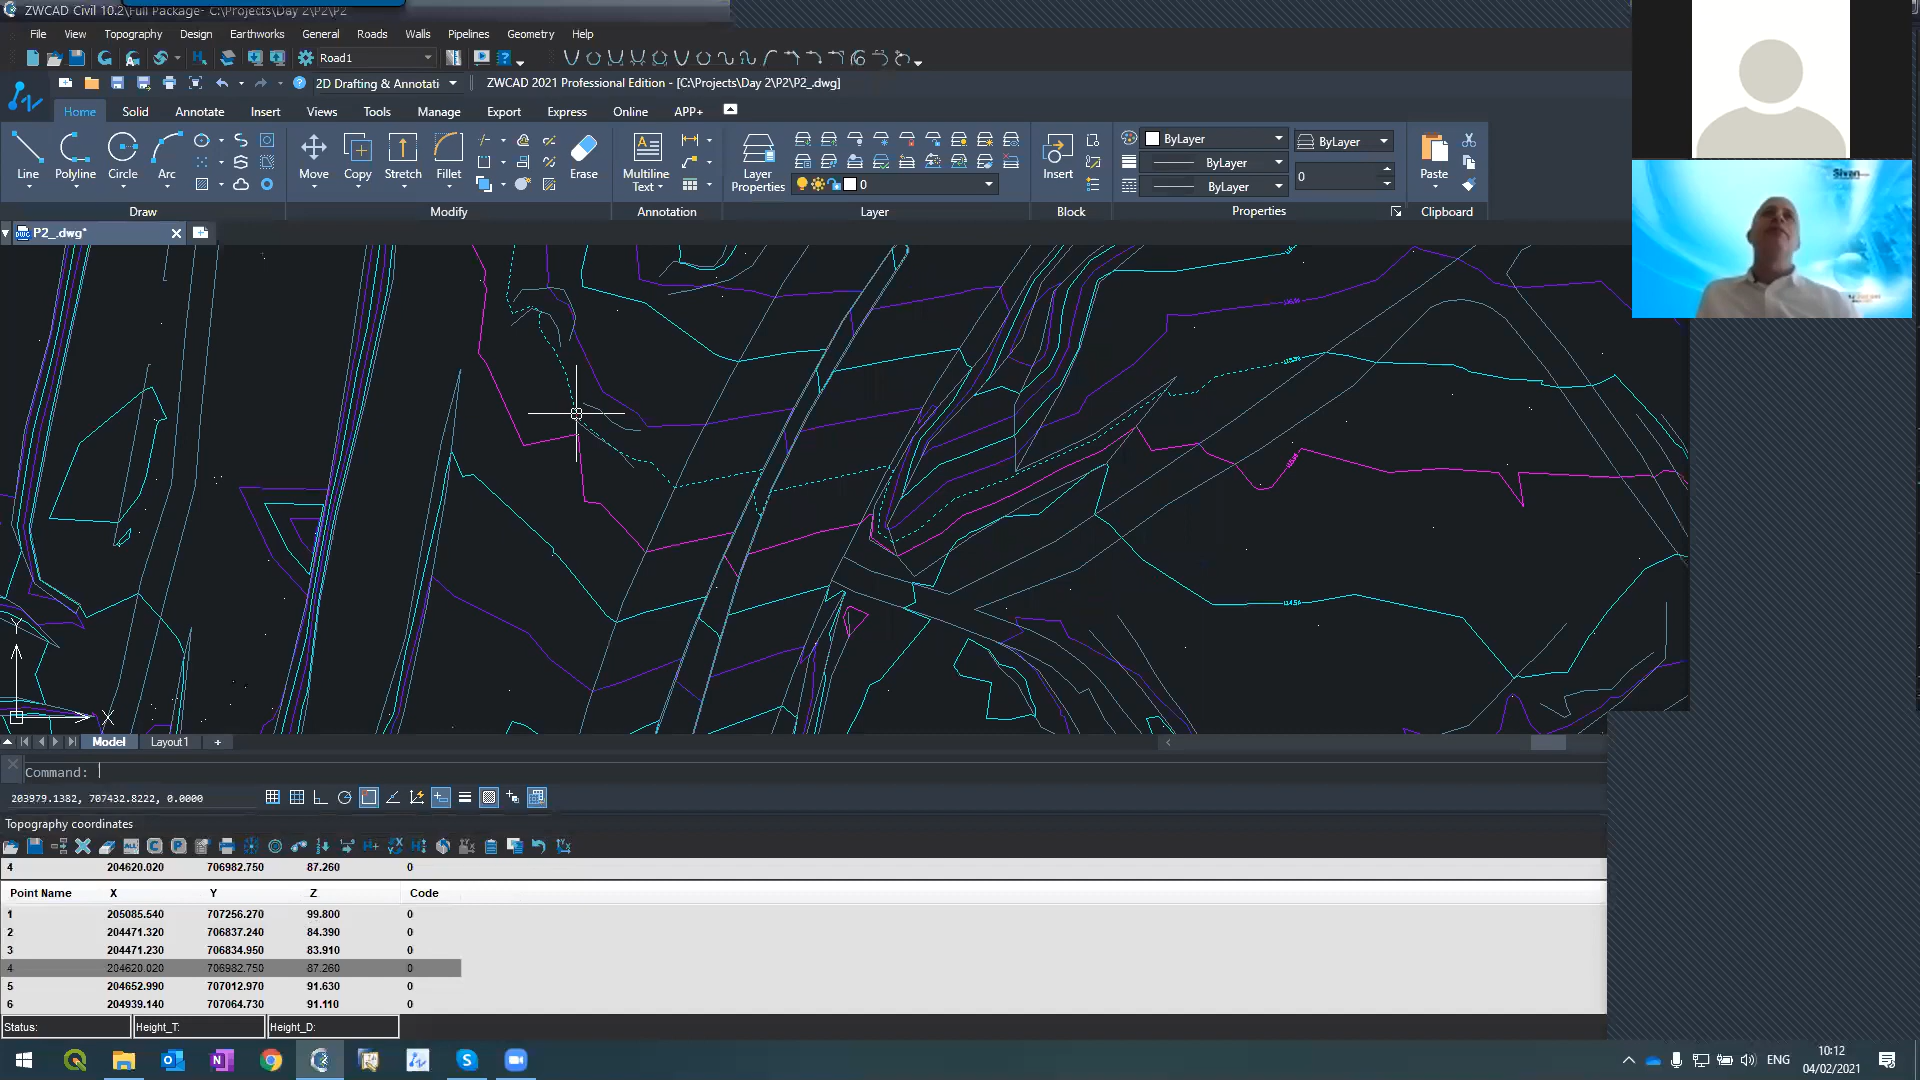 ZWCAD Civil 10.2\Full Package- C:\Projects\Day 2\P2\P2
File View Topography Design Earthworks General Roads Walls Pipelines Geometry Help
Road1
2D Drafting & Annotati ZWCAD 2021 Professional Edition - [C:\Projects\Day 2\P2\P2_.dwg]
Home Solid Annotate Insert Views Tools Manage Export Express Online APP+
Line Polyline Circle Arc Move Copy Stretch Fillet Erase Multiline Text Layer Properties 0 Insert ByLayer ByLayer ByLayer ByLayer 0 Paste
Draw Modify Annotation Layer Block Properties Clipboard
P2_.dwg*
Sivan
114.56
Y
X
Model Layout1 +
Command:
203979.1382, 707432.8222, 0.0000
Topography coordinates
4 204620.020 706982.750 87.260 0
Point Name X Y Z Code
1 205085.540 707256.270 99.800 0
2 204471.320 706837.240 84.390 0
3 204471.230 706834.950 83.910 0
4 204620.020 706982.750 87.260 0
5 204652.990 707012.970 91.630 0
6 204939.140 707064.730 91.110 0
Status: Height_T: Height_D:
ENG
10:12
04/02/2021